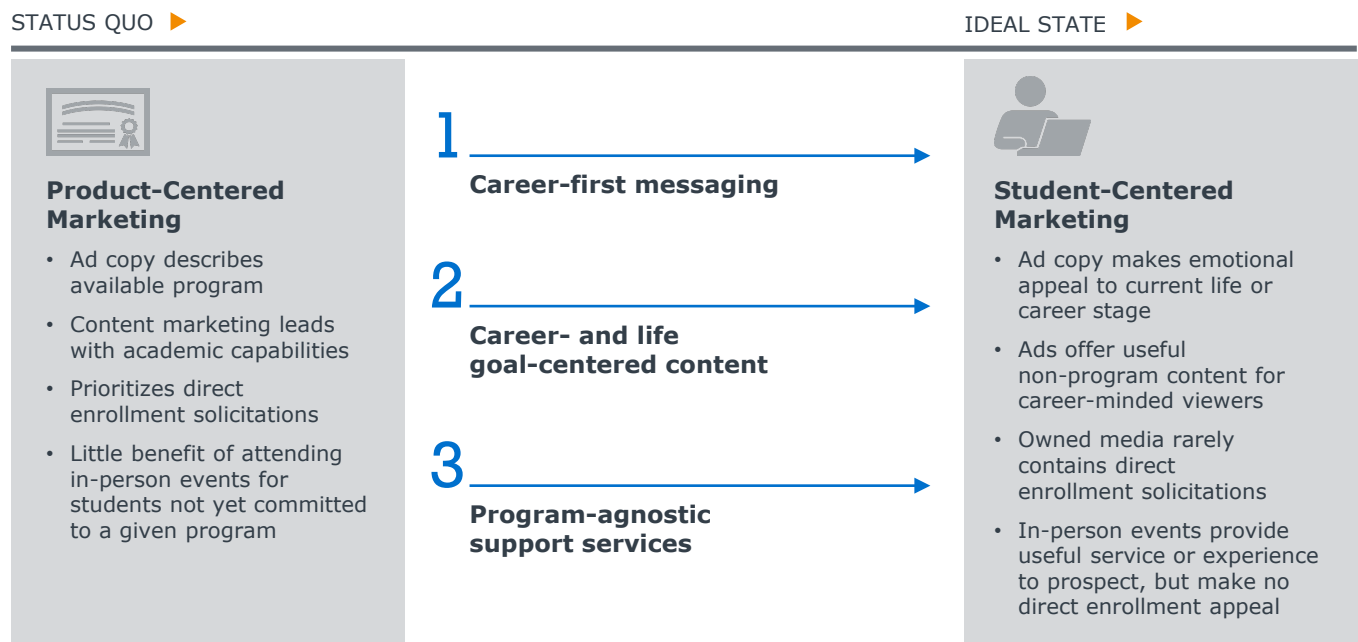 STATUS QUO
IDEAL STATE
Product-Centered
Marketing
• Ad copy describes
available program
• Content marketing leads
with academic capabilities
• Prioritizes direct
enrollment solicitations
• Little benefit of attending
in-person events for
students not yet committed
to a given program
1
Career-first messaging
2
Career- and life
goal-centered content
3
Program-agnostic
support services
Student-Centered
Marketing
• Ad copy makes emotional
appeal to current life or
career stage
• Ads offer useful
non-program content for
career-minded viewers
• Owned media rarely
contains direct
enrollment solicitations
• In-person events provide
useful service or experience
to prospect, but make no
direct enrollment appeal